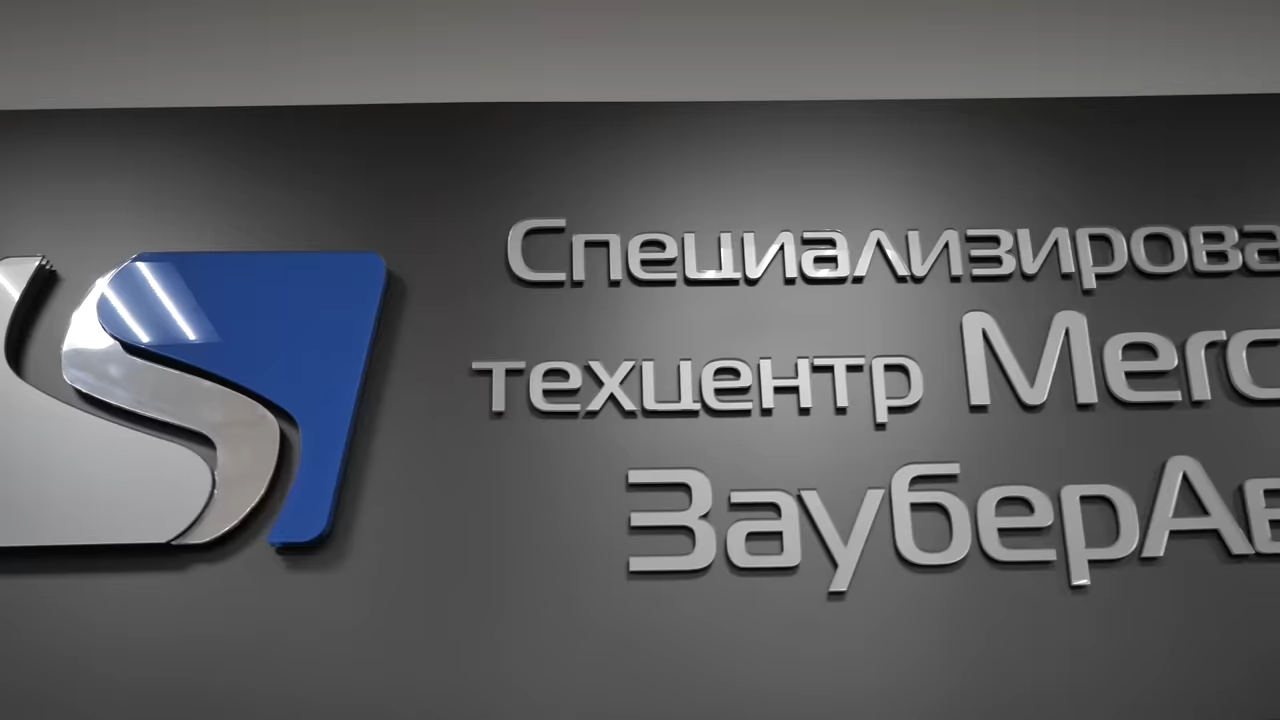 Специализирова
техцентр Merc
ЗауберАв